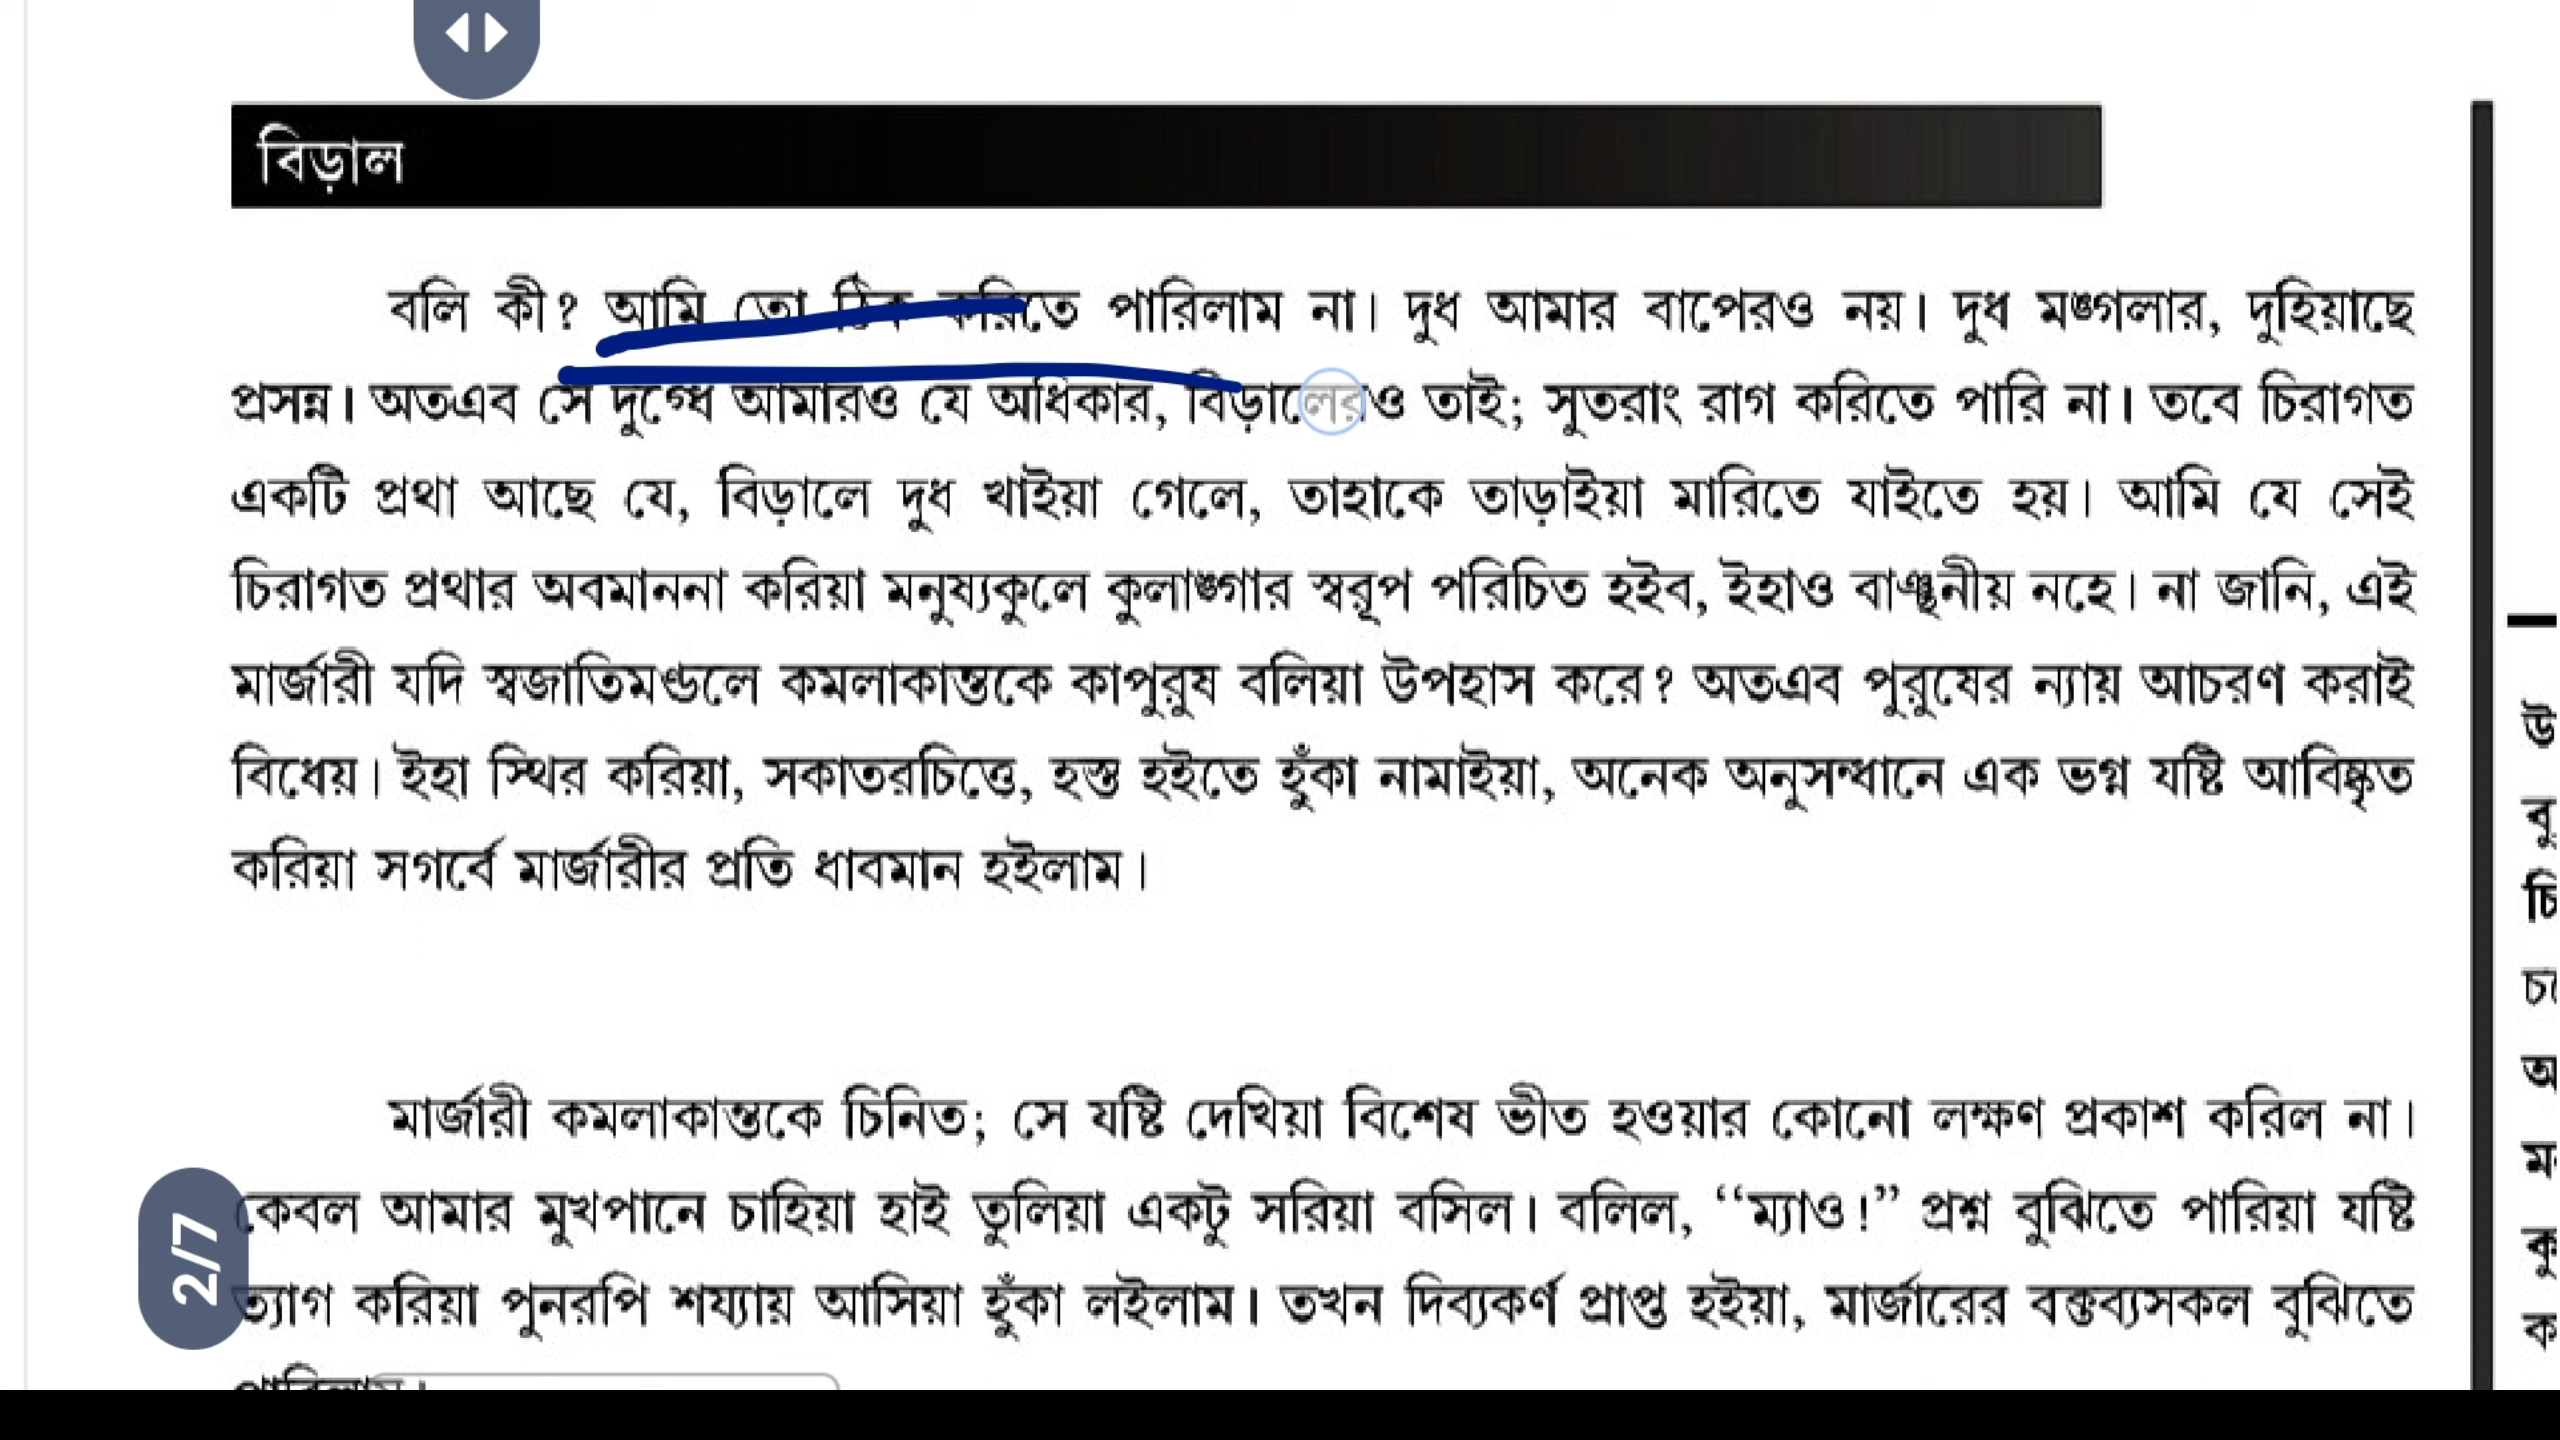 বিড়াল
বলি কী? আমি তো ঠিক করিতে পারিলাম না। দুধ আমার বাপেরও নয়। দুধ মঙ্গলার, দুহিয়াছে
প্রসন্ন। অতএব সে দুগ্ধে আমারও যে অধিকার, বিড়ালেরও তাই; সুতরাং রাগ করিতে পারি না। তবে চিরাগত
একটি প্রথা আছে যে, বিড়ালে দুধ খাইয়া গেলে, তাহাকে তাড়াইয়া মারিতে যাইতে হয়। আমি যে সেই
চিরাগত প্রথার অবমাননা করিয়া মনুষ্যকুলে কুলাঙ্গার স্বরূপ পরিচিত হইব, ইহাও বাঞ্ছনীয় নহে। না জানি, এই
মার্জারী যদি স্বজাতিমণ্ডলে কমলাকান্তকে কাপুরুষ বলিয়া উপহাস করে? অতএব পুরুষের ন্যায় আচরণ করাই
বিধেয়। ইহা স্থির করিয়া, সকাতরচিত্তে, হস্ত হইতে হুঁকা নামাইয়া, অনেক অনুসন্ধানে এক ভগ্ন যষ্টি আবিষ্কৃত
করিয়া সগর্বে মার্জারীর প্রতি ধাবমান হইলাম।
মার্জারী কমলাকান্তকে চিনিত; সে যষ্টি দেখিয়া বিশেষ ভীত হওয়ার কোনো লক্ষণ প্রকাশ করিল না।
কেবল আমার মুখপানে চাহিয়া হাই তুলিয়া একটু সরিয়া বসিল। বলিল, ‘‘ম্যাও!” প্রশ্ন বুঝিতে পারিয়া যষ্টি
ত্যাগ করিয়া পুনরপি শয্যায় আসিয়া হুঁকা লইলাম। তখন দিব্যকর্ণ প্রাপ্ত হইয়া, মার্জারের বক্তব্যসকল বুঝিতে
পারিলাম।
2/7